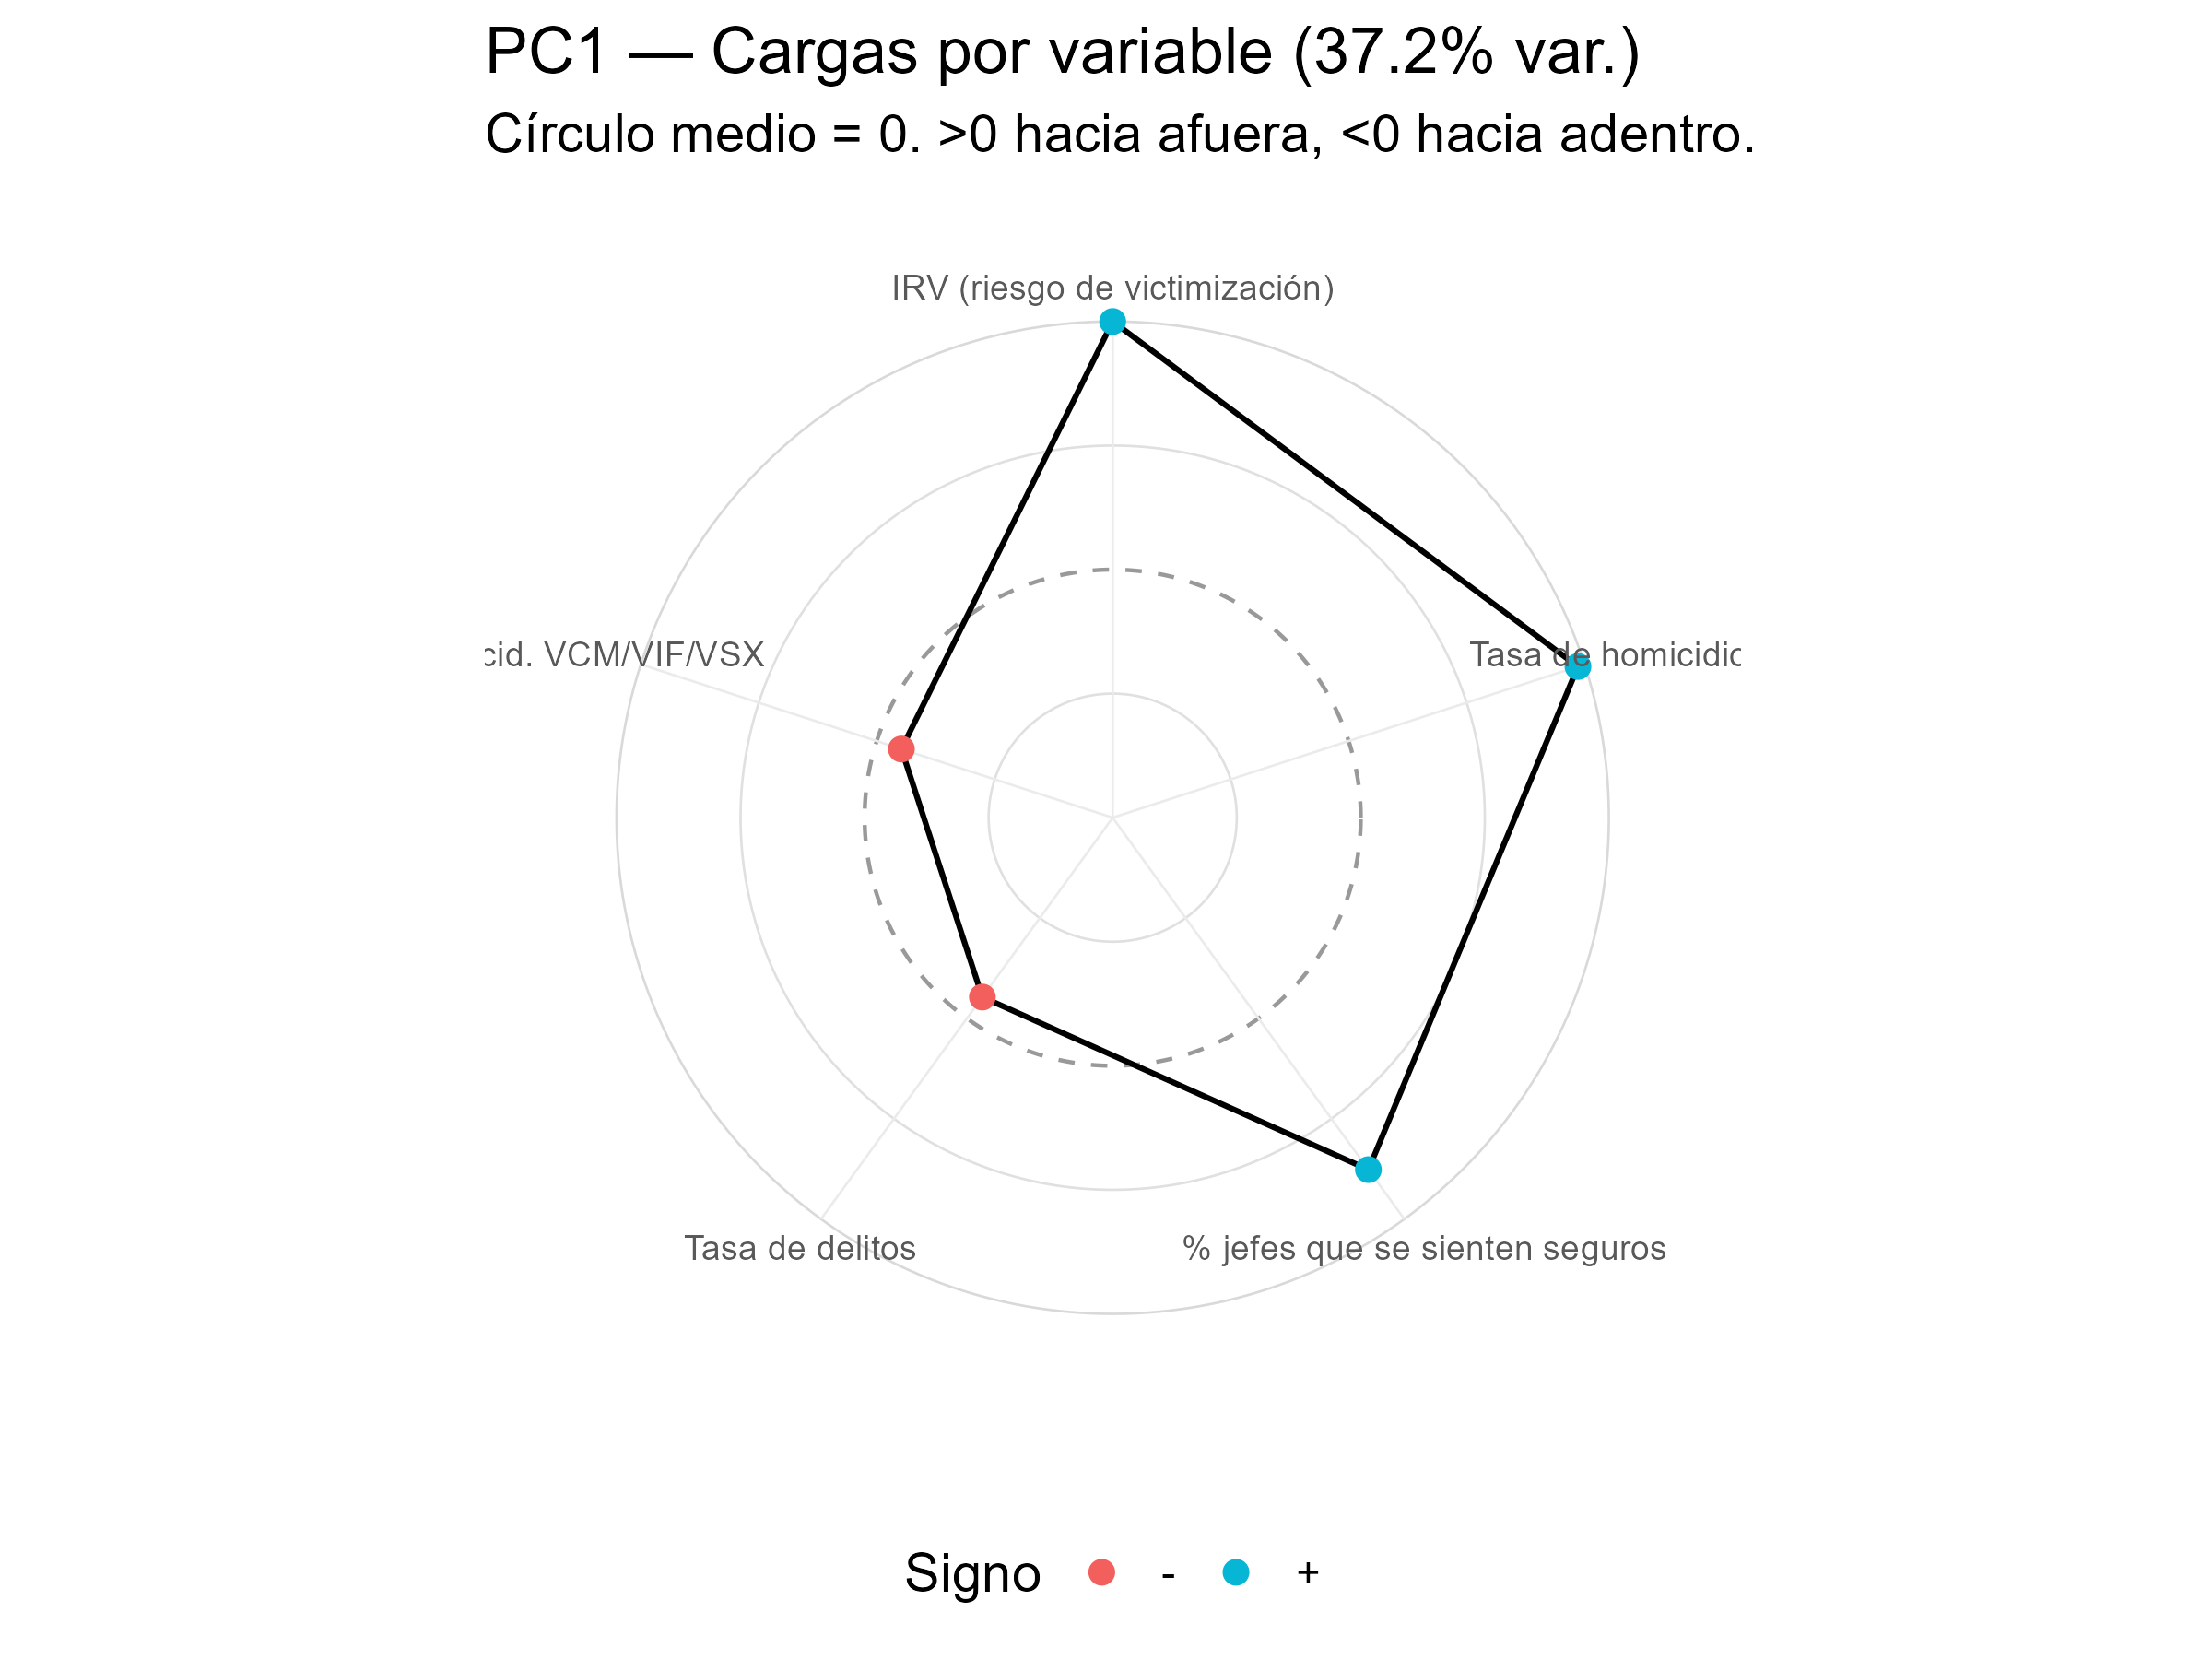 PC1 — Cargas por variable (37.2% var.)
Círculo medio = 0. >0 hacia afuera, <0 hacia adentro.
IRV (riesgo de victimización)
cid. VCM/VIF/VSX
Tasa de homicidio
Tasa de delitos
% jefes que se sienten seguros
Signo - +